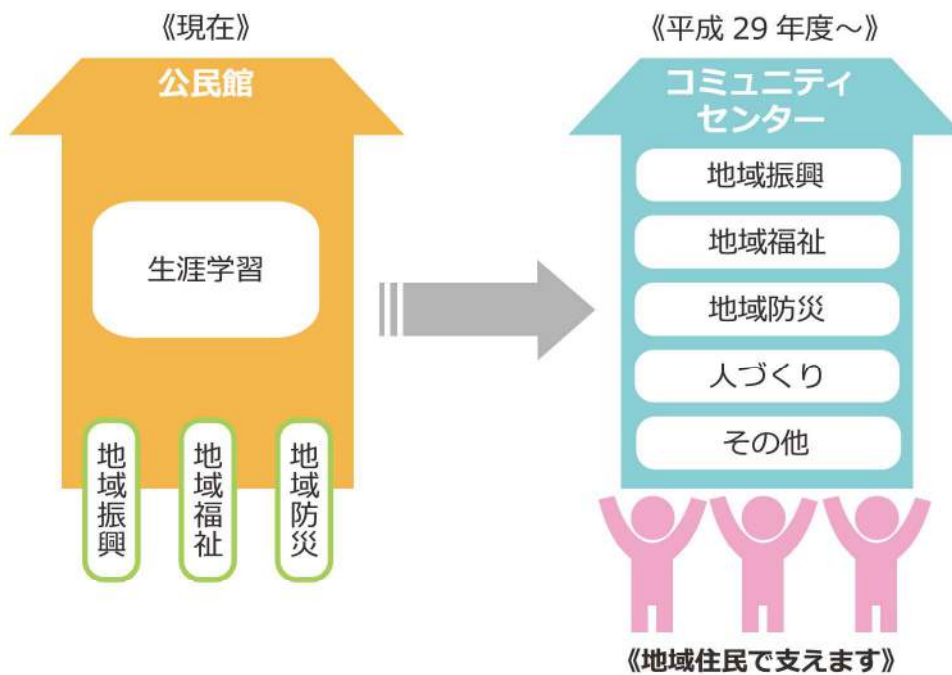 《現在》
公民館
生涯学習
地域振興
地域福祉
地域防災
《平成 29 年度～》
コミュニティ
センター
地域振興
地域福祉
地域防災
人づくり
その他
《地域住民で支えます》